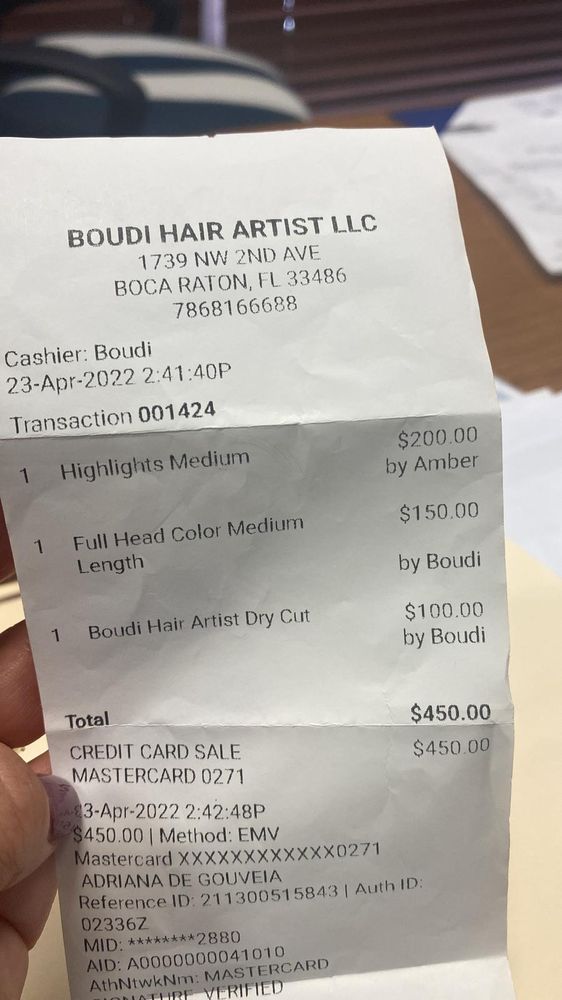 BOUDI HAIR ARTIST LLC
1739 NW 2ND AVE
BOCA RATON, FL 33486
7868166688
Cashier: Boudi
23-Apr-2022 2:41:40P
Transaction 001424
1 Highlights Medium $200.00
by Amber
1 Full Head Color Medium $150.00
Length
by Boudi
1 Boudi Hair Artist Dry Cut $100.00
by Boudi
Total $450.00
CREDIT CARD SALE $450.00
MASTERCARD 0271
23-Apr-2022 2:42:48P
$450.00 | Method: EMV
Mastercard XXXXXXXXXXXX0271
ADRIANA DE GOUVEIA
Reference ID: 211300515843 | Auth ID:
02336Z
MID: ********2880
AID: A0000000041010
AthNtwkNm: MASTERCARD
SIGNATURE VERIFIED